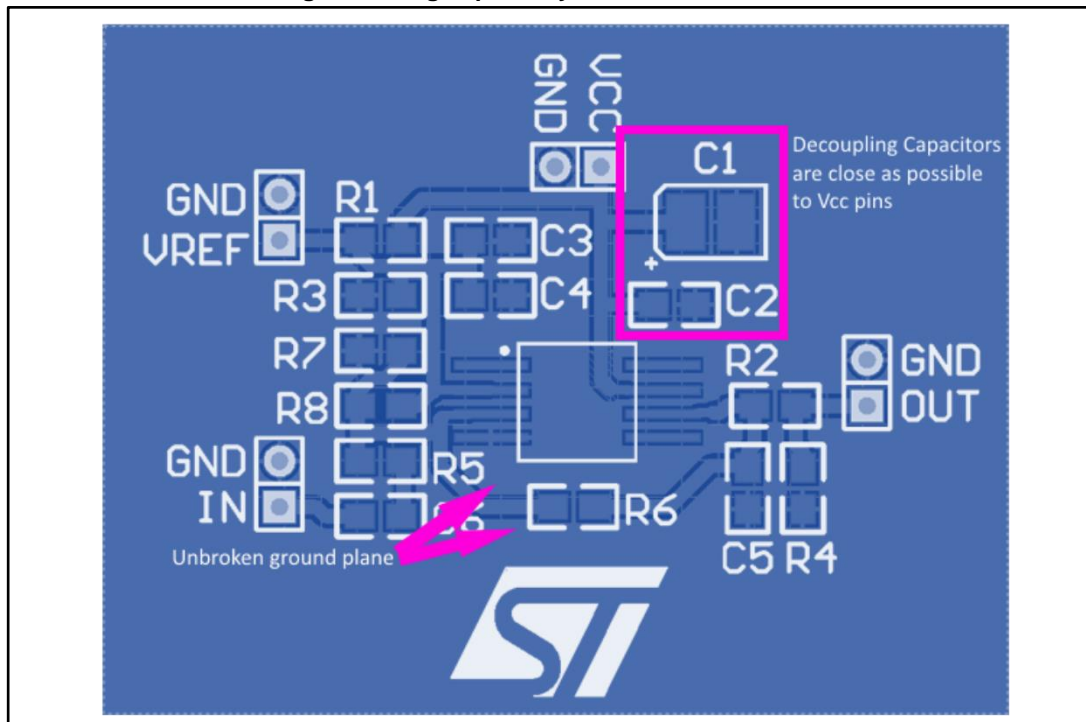 GND
VCC
C1
Decoupling Capacitors
are close as possible
to Vcc pins
GND
VREF
R1
C3
R3
C4
C2
R7
R2
GND
R8
OUT
GND
R5
IN
R6
Unbroken ground plane
C5 R4
ST